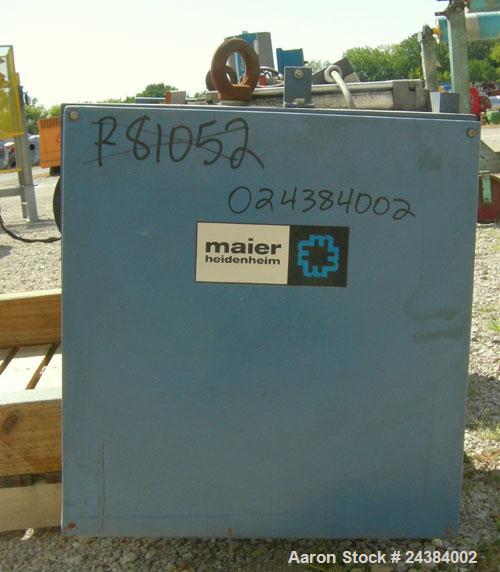 R81052
024384002
maier
heidenheim
Aaron Stock # 24384002